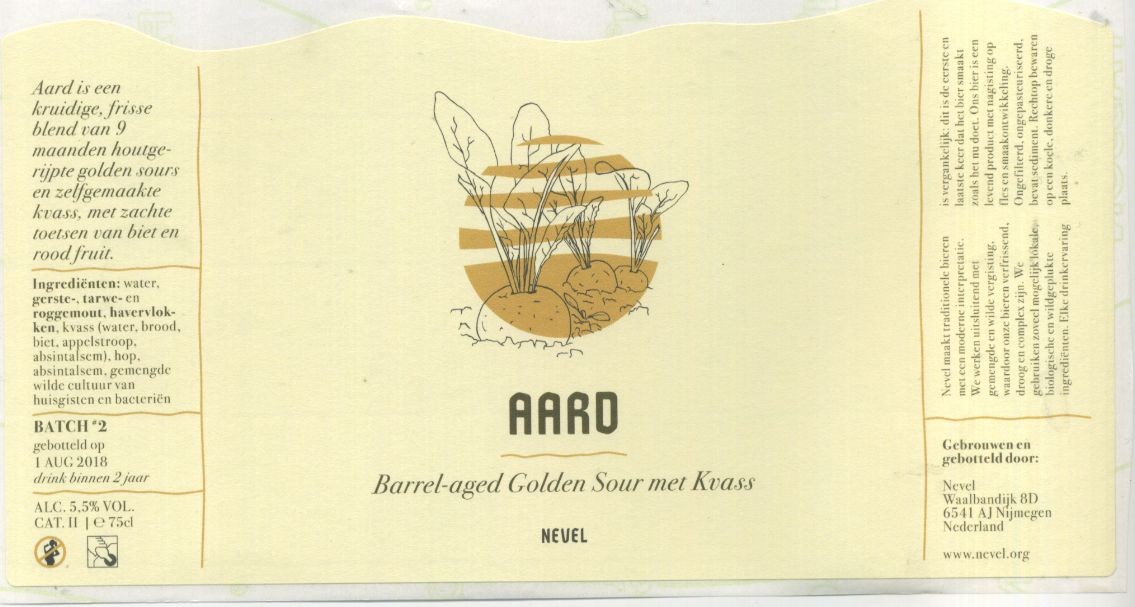 Aard is een
kruidige, frisse
blend van 9
maanden houtge-
rijpte golden sours
en zelfgemaakte
kvass, met zachte
toetsen van biet en
rood fruit.
Ingrediënten: water,
gerste-, tarwe- en
roggemout, havervlok-
ken, kvass (water, brood,
biet, appelstroop,
absintalsem), hop,
absintalsem, gemengde
wilde cultuur van
huisgisten en bacteriën
BATCH #2
gebotteld op
1 AUG 2018
drink binnen 2 jaar
ALC. 5,5% VOL.
CAT. II | ℮ 75cl
AARD
Barrel-aged Golden Sour met Kvass
NEVEL
Nevel maakt traditionele bieren
met een moderne interpretatie.
We werken uitsluitend met
gemengde en wilde vergisting,
waardoor onze bieren verfrissend,
droog en complex zijn. We
gebruiken zoveel mogelijk lokale,
biologische en wildgeplukte
ingrediënten. Elke drinkervaring
is vergankelijk: dit is de eerste en
laatste keer dat het bier smaakt
zoals het nu doet. Ons bier is een
levend product met nagisting op
fles en smaakontwikkeling.
Ongefilterd, ongepasteuriseerd,
bevat sediment. Rechtop bewaren
op een koele, donkere en droge
plaats.
Gebrouwen en
gebotteld door:
Nevel
Waalbandijk 8D
6541 AJ Nijmegen
Nederland
www.nevel.org